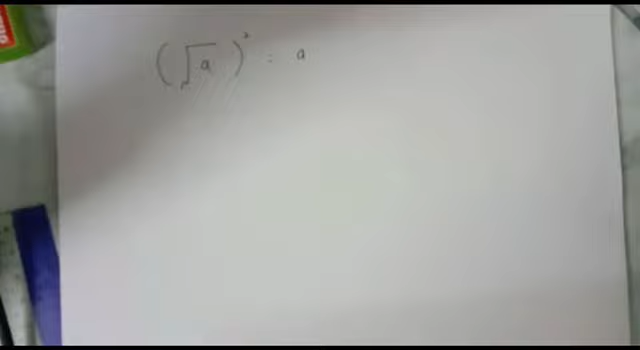 (√a)² = a